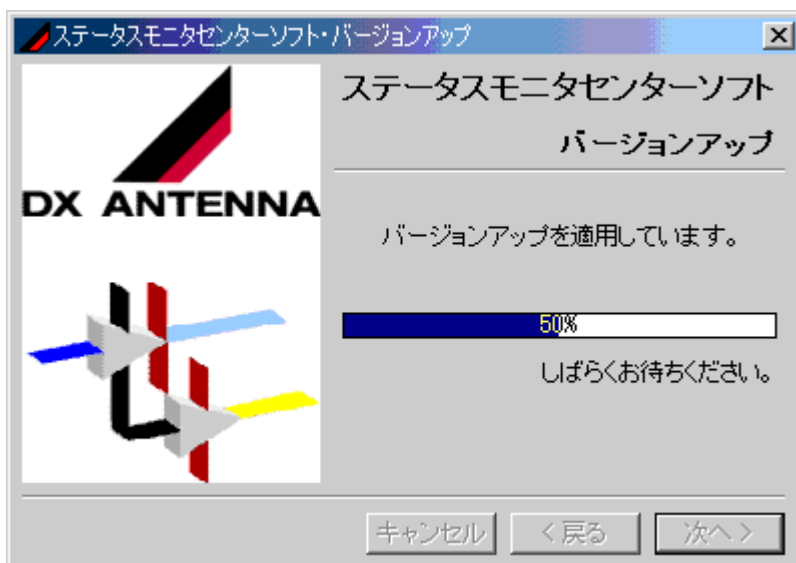 ステータスモニタセンターソフト・バージョンアップ
DX ANTENNA
ステータスモニタセンターソフト
バージョンアップ
バージョンアップを適用しています。
50%
しばらくお待ちください。
キャンセル
<戻る
次へ>